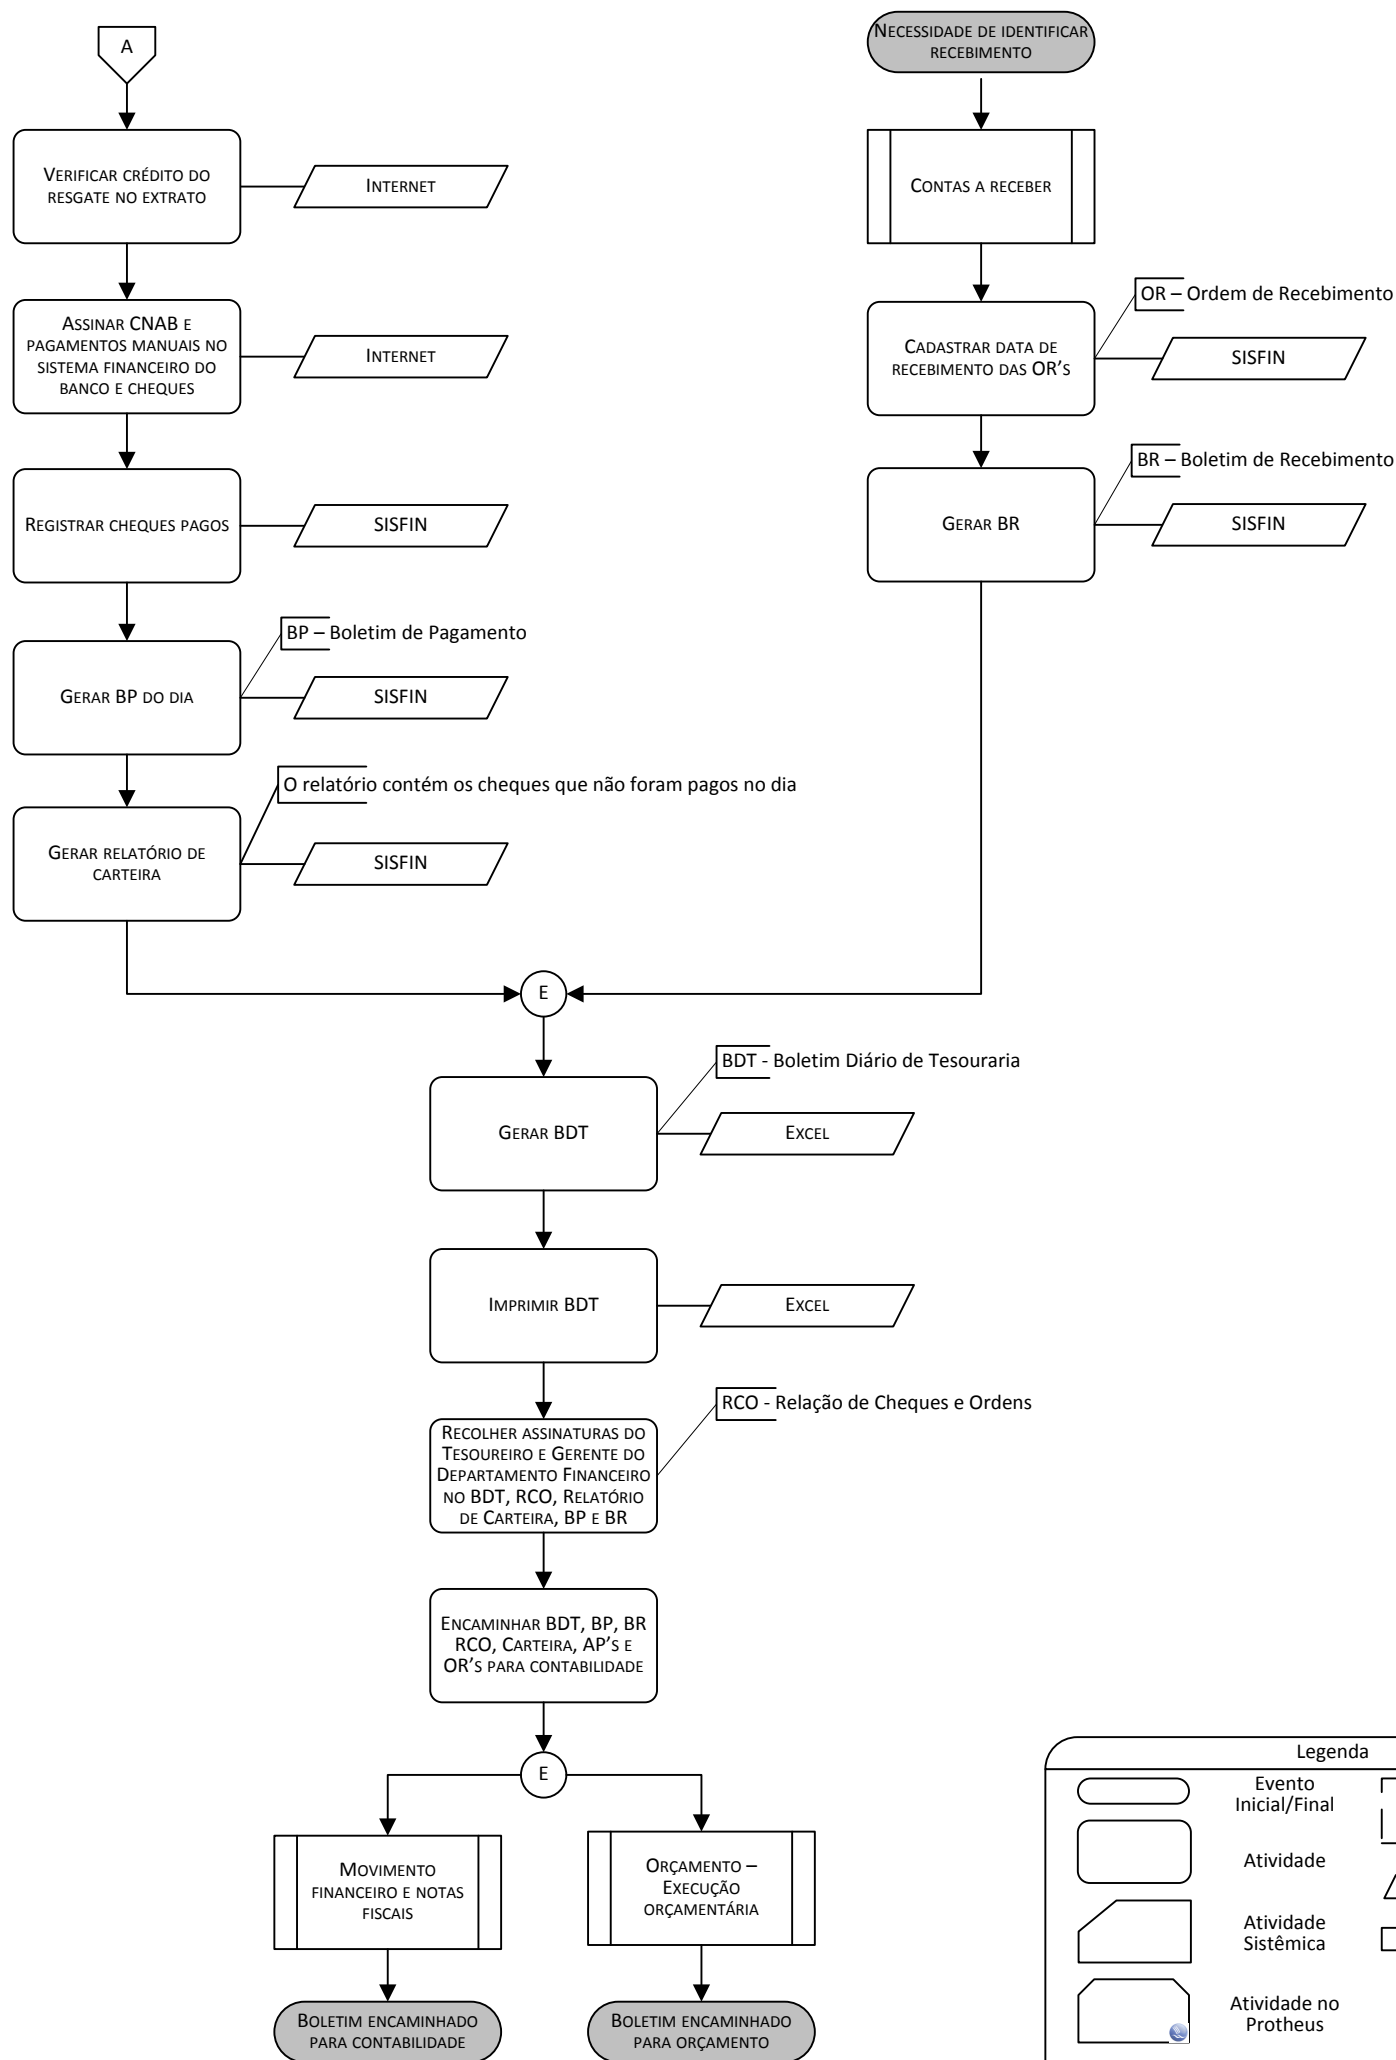 A
NECESSIDADE DE IDENTIFICAR
RECEBIMENTO
VERIFICAR CRÉDITO DO
RESGATE NO EXTRATO
INTERNET
CONTAS A RECEBER
ASSINAR CNAB E
PAGAMENTOS MANUAIS NO
SISTEMA FINANCEIRO DO
BANCO E CHEQUES
INTERNET
OR – Ordem de Recebimento
CADASTRAR DATA DE
RECEBIMENTO DAS OR'S
SISFIN
REGISTRAR CHEQUES PAGOS
SISFIN
BR – Boletim de Recebimento
GERAR BR
SISFIN
BP – Boletim de Pagamento
GERAR BP DO DIA
SISFIN
O relatório contém os cheques que não foram pagos no dia
GERAR RELATÓRIO DE
CARTEIRA
SISFIN
E
BDT - Boletim Diário de Tesouraria
GERAR BDT
EXCEL
IMPRIMIR BDT
EXCEL
RCO - Relação de Cheques e Ordens
RECOLHER ASSINATURAS DO
TESOUREIRO E GERENTE DO
DEPARTAMENTO FINANCEIRO
NO BDT, RCO, RELATÓRIO
DE CARTEIRA, BP E BR
ENCAMINHAR BDT, BP, BR
RCO, CARTEIRA, AP'S E
OR'S PARA CONTABILIDADE
E
MOVIMENTO
FINANCEIRO E NOTAS
FISCAIS
ORÇAMENTO –
EXECUÇÃO
ORÇAMENTÁRIA
BOLETIM ENCAMINHADO
PARA CONTABILIDADE
BOLETIM ENCAMINHADO
PARA ORÇAMENTO
Legenda
Evento
Inicial/Final
Atividade
Atividade
Sistêmica
Atividade no
Protheus